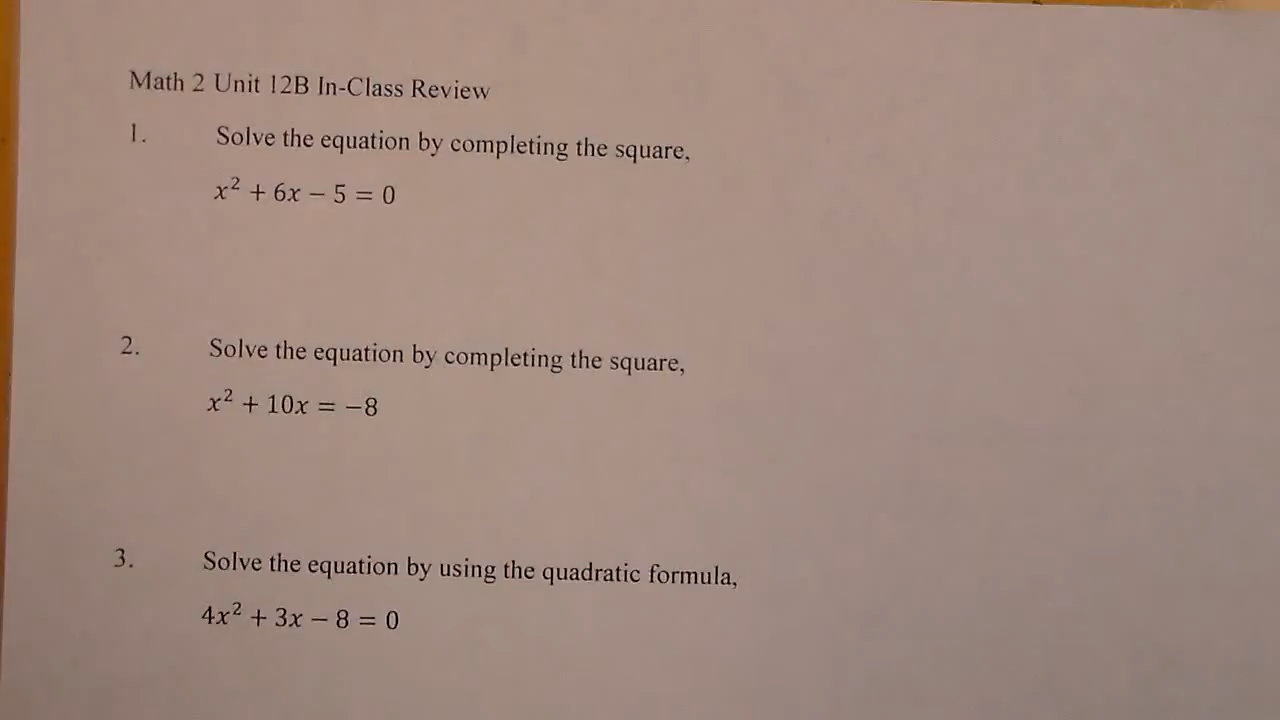 Math 2 Unit 12B In-Class Review
1. Solve the equation by completing the square,
x² + 6x − 5 = 0
2. Solve the equation by completing the square,
x² + 10x = −8
3. Solve the equation by using the quadratic formula,
4x² + 3x − 8 = 0